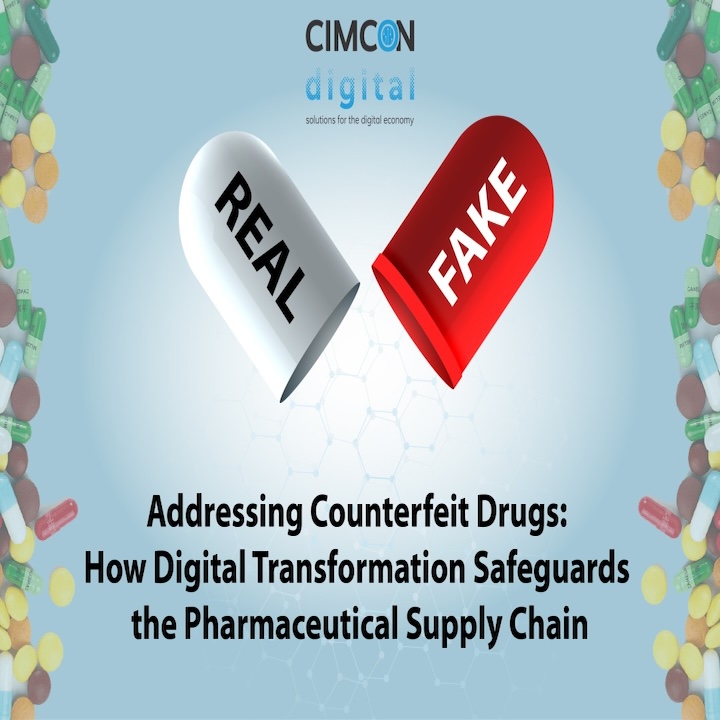 CIMCON
digital
solutions for the digital economy
REAL
FAKE
Addressing Counterfeit Drugs:
How Digital Transformation Safeguards
the Pharmaceutical Supply Chain